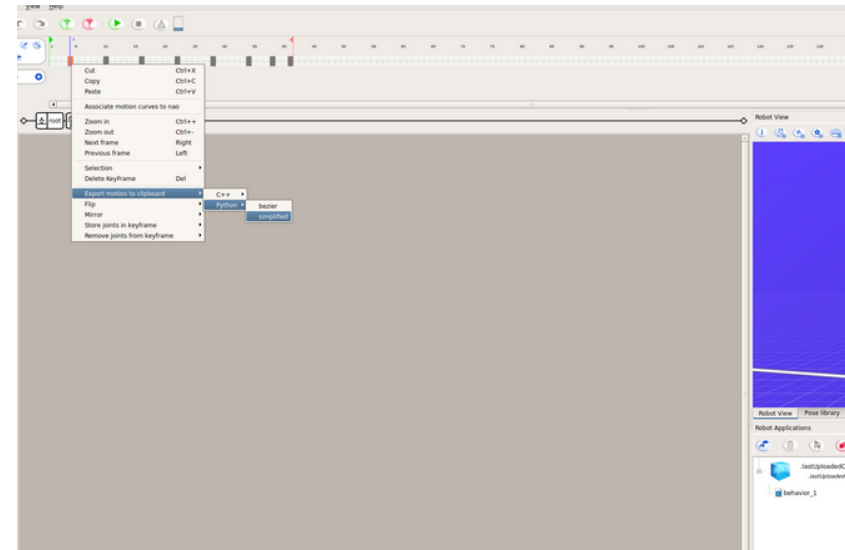 View Help
Cut Ctrl+X
Copy Ctrl+C
Paste Ctrl+V
Associate motion curves to nao
root
Zoom in Ctrl++
Zoom out Ctrl+-
Next frame Right
Previous frame Left
Selection
Delete KeyFrame Del
Export motion to clipboard
C++
Flip
Python
bezier
Mirror
simplified
Store joints in keyframe
Remove joints from keyframe
Robot View
Robot View Pose library
Robot Applications
.lastUploadedC
behavior_1